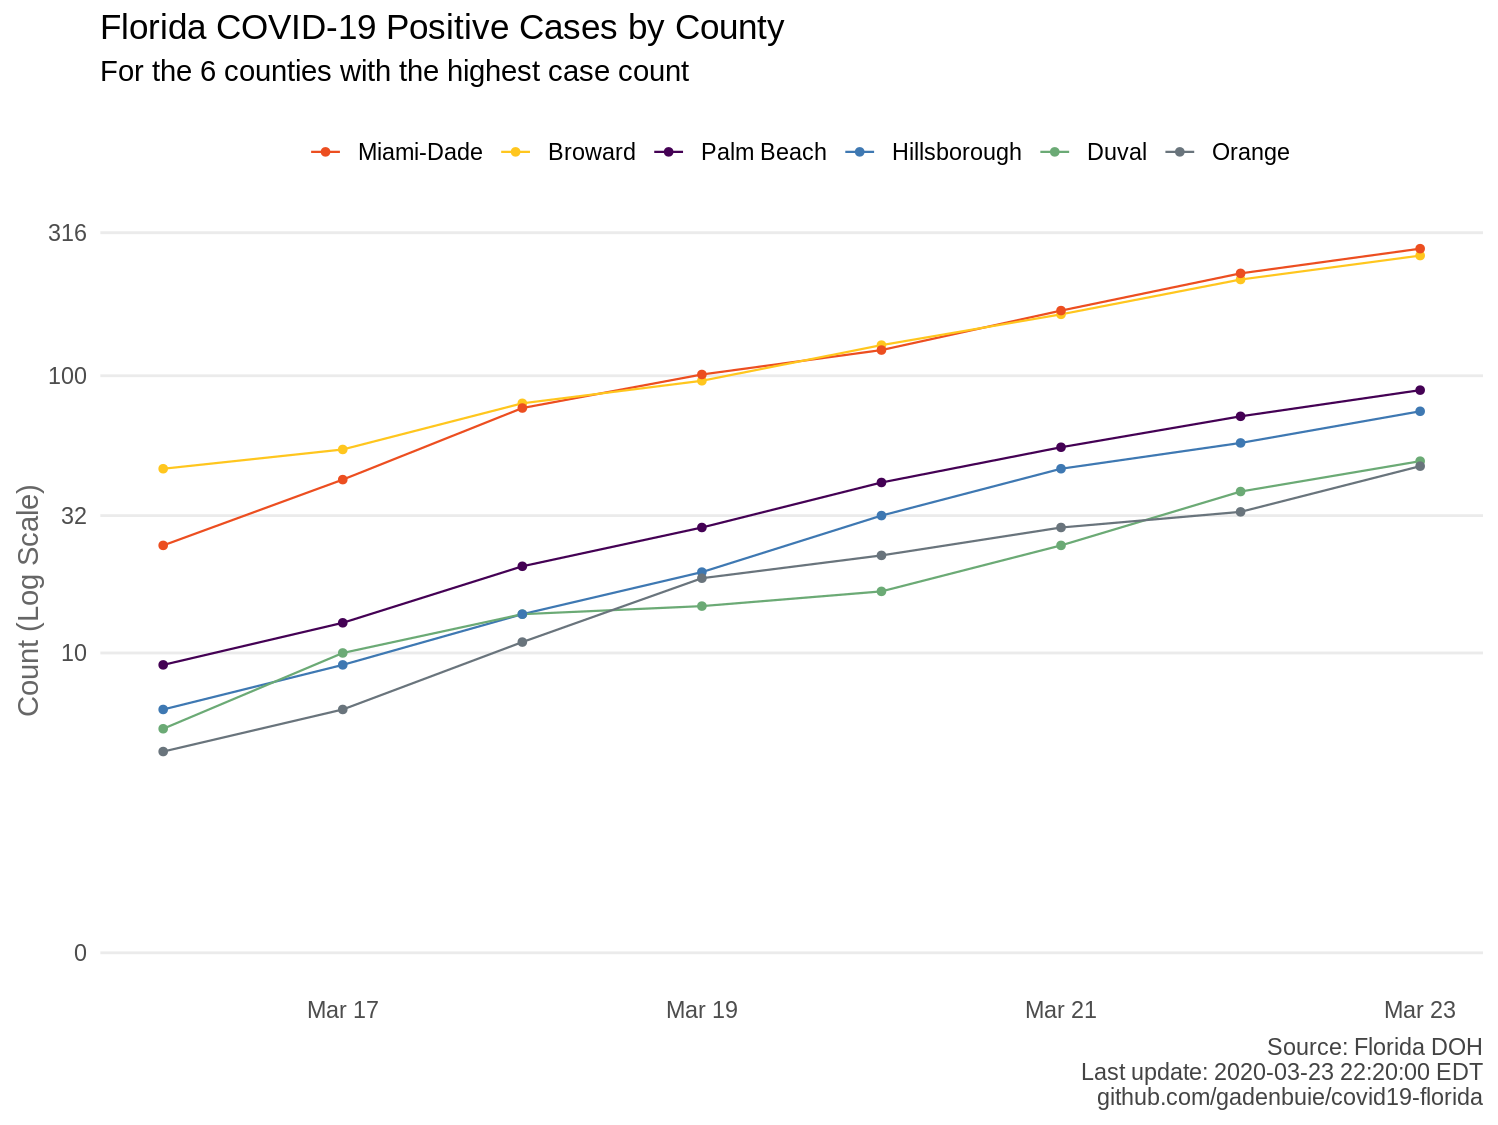 Florida COVID-19 Positive Cases by County
For the 6 counties with the highest case count
Miami-Dade Broward Palm Beach Hillsborough Duval Orange
316
100
32
10
0
Count (Log Scale)
Mar 17 Mar 19 Mar 21 Mar 23
Source: Florida DOH
Last update: 2020-03-23 22:20:00 EDT
github.com/gadenbuie/covid19-florida